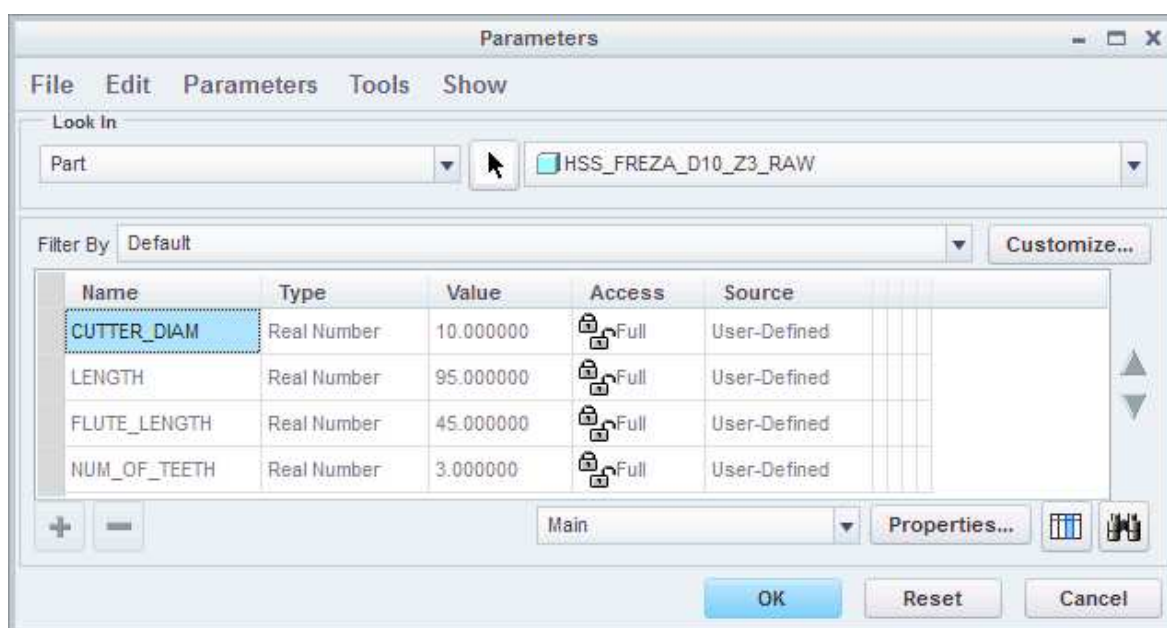 Parameters
File Edit Parameters Tools Show
Look In
Part HSS_FREZA_D10_Z3_RAW
Filter By Default Customize...
Name Type Value Access Source
CUTTER_DIAM Real Number 10.000000 Full User-Defined
LENGTH Real Number 95.000000 Full User-Defined
FLUTE_LENGTH Real Number 45.000000 Full User-Defined
NUM_OF_TEETH Real Number 3.000000 Full User-Defined
Main Properties...
OK Reset Cancel